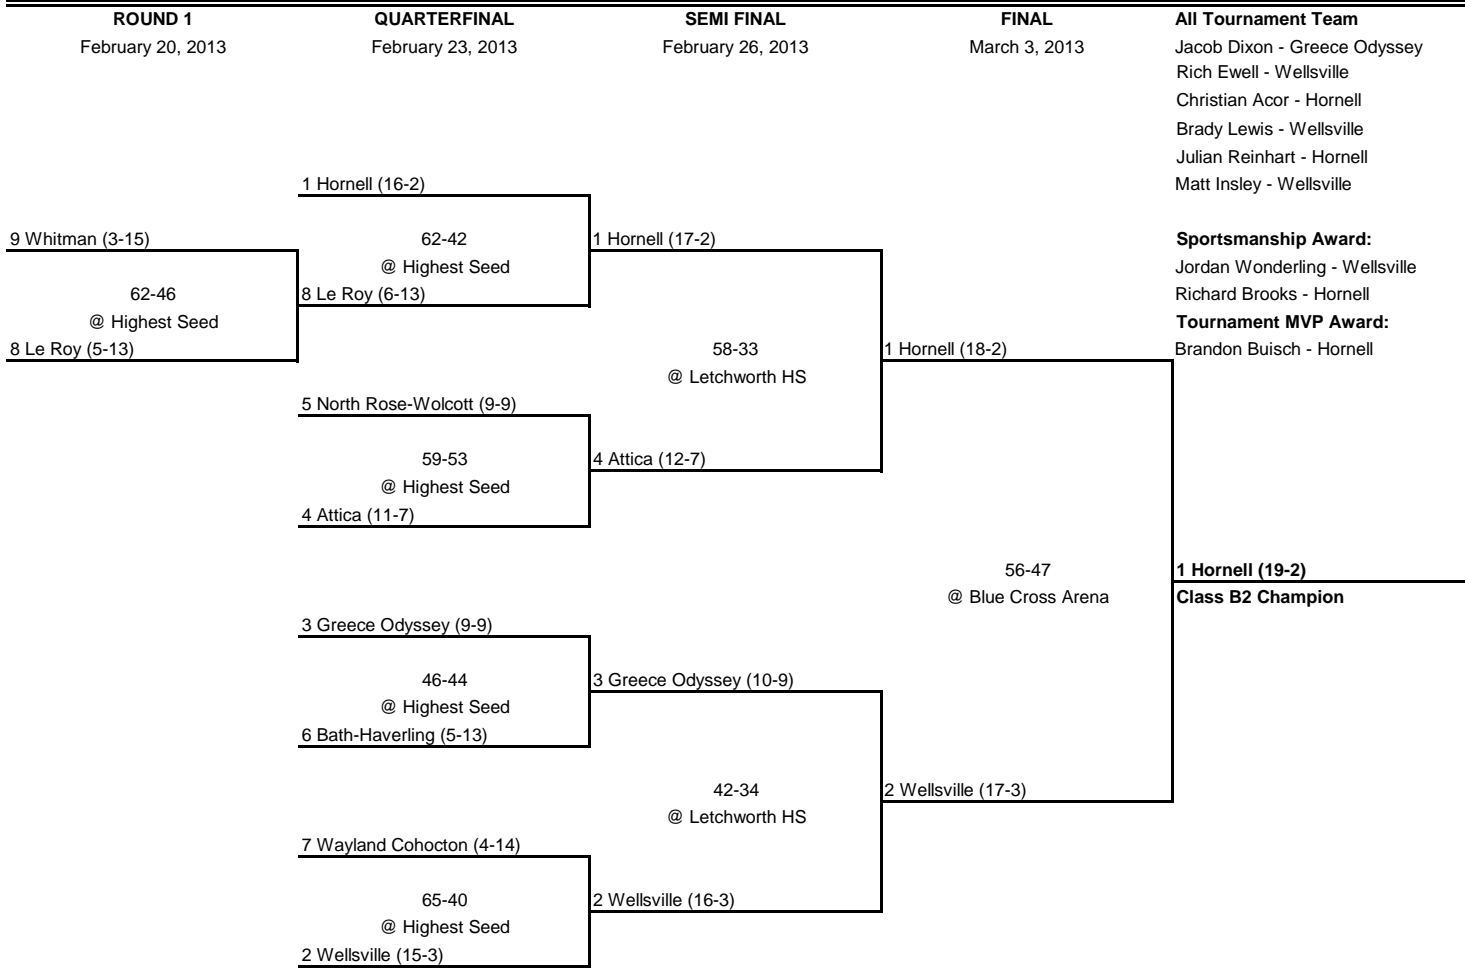 ROUND 1
February 20, 2013
QUARTERFINAL
February 23, 2013
SEMI FINAL
February 26, 2013
FINAL
March 3, 2013
All Tournament Team
Jacob Dixon - Greece Odyssey
Rich Ewell - Wellsville
Christian Acor - Hornell
Brady Lewis - Wellsville
Julian Reinhart - Hornell
Matt Insley - Wellsville
Sportsmanship Award:
Jordan Wonderling - Wellsville
Richard Brooks - Hornell
Tournament MVP Award:
Brandon Buisch - Hornell
9 Whitman (3-15)
62-46
@ Highest Seed
8 Le Roy (5-13)
1 Hornell (16-2)
62-42
@ Highest Seed
8 Le Roy (6-13)
5 North Rose-Wolcott (9-9)
59-53
@ Highest Seed
4 Attica (11-7)
3 Greece Odyssey (9-9)
46-44
@ Highest Seed
6 Bath-Haverling (5-13)
7 Wayland Cohocton (4-14)
65-40
@ Highest Seed
2 Wellsville (15-3)
1 Hornell (17-2)
58-33
@ Letchworth HS
4 Attica (12-7)
3 Greece Odyssey (10-9)
42-34
@ Letchworth HS
2 Wellsville (16-3)
1 Hornell (18-2)
56-47
@ Blue Cross Arena
2 Wellsville (17-3)
1 Hornell (19-2)
Class B2 Champion